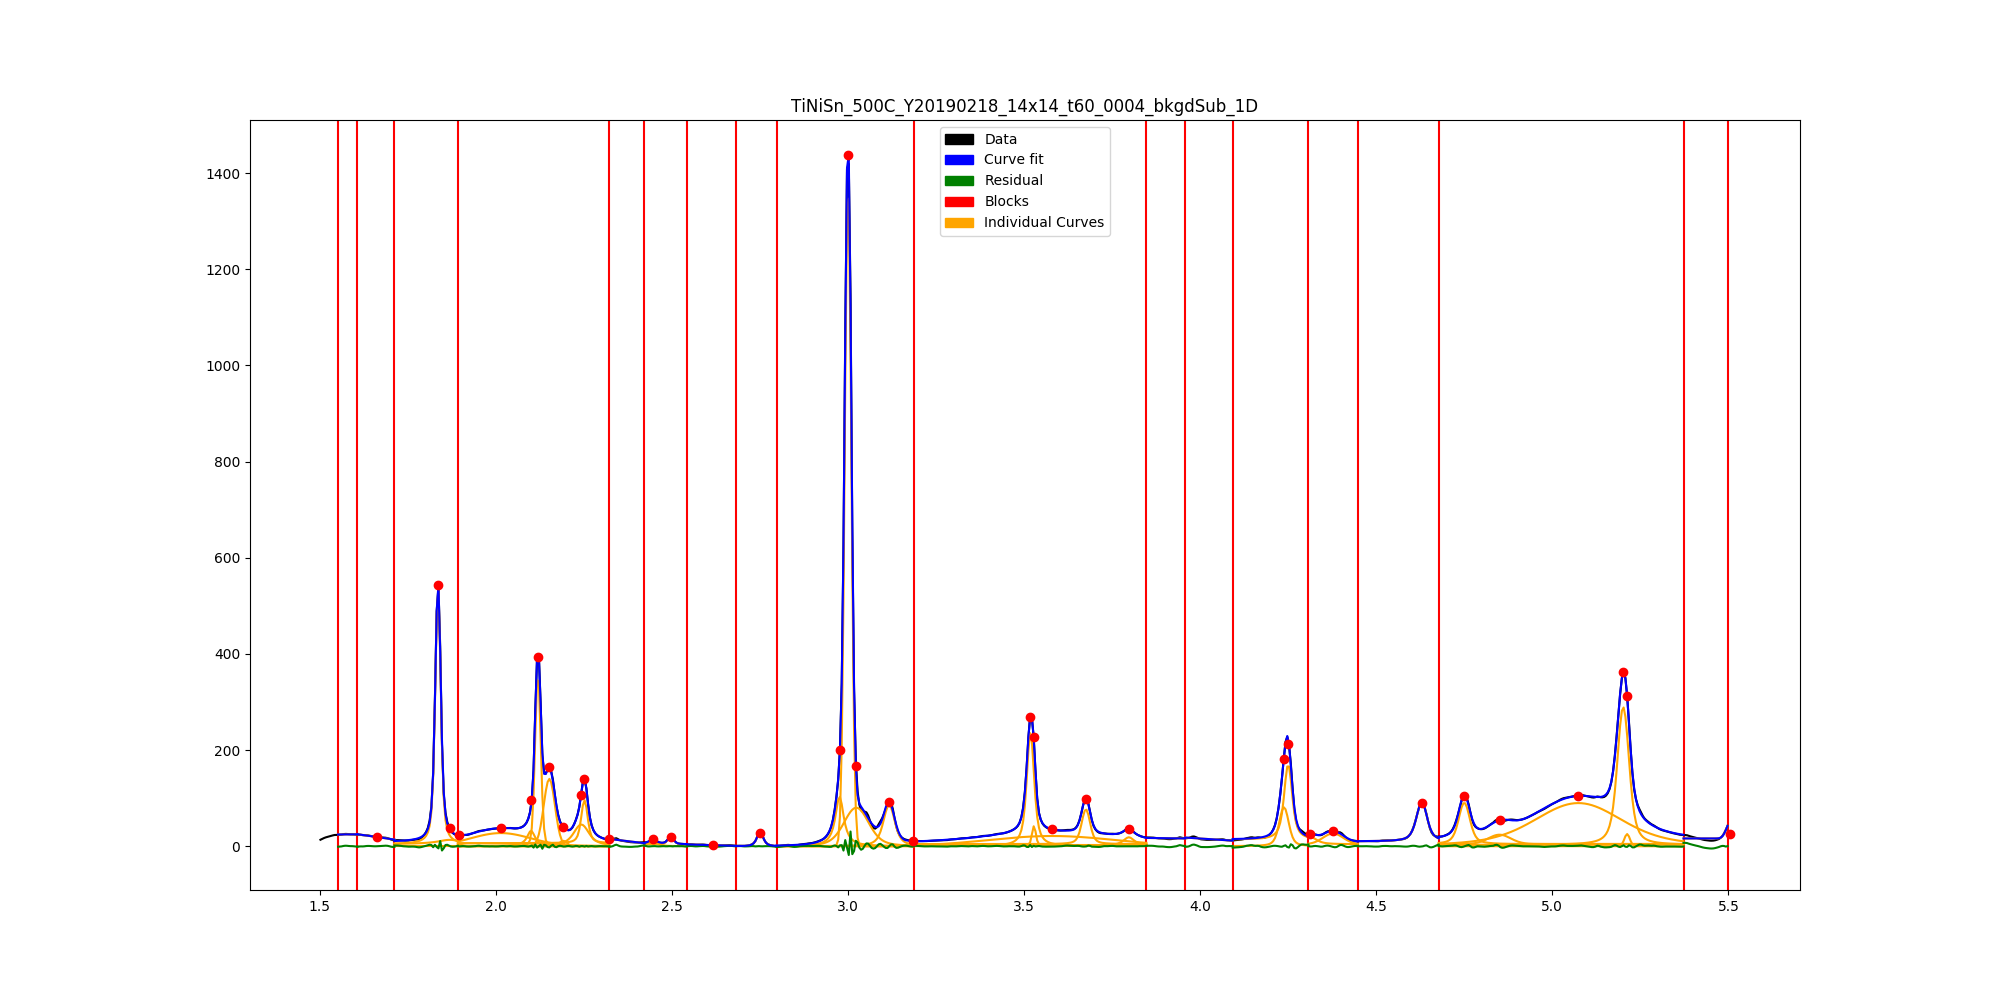 TiNiSn_500C_Y20190218_14x14_t60_0004_bkgdSub_1D
Data
Curve fit
Residual
Blocks
Individual Curves
1400
1200
1000
800
600
400
200
0
1.5 2.0 2.5 3.0 3.5 4.0 4.5 5.0 5.5